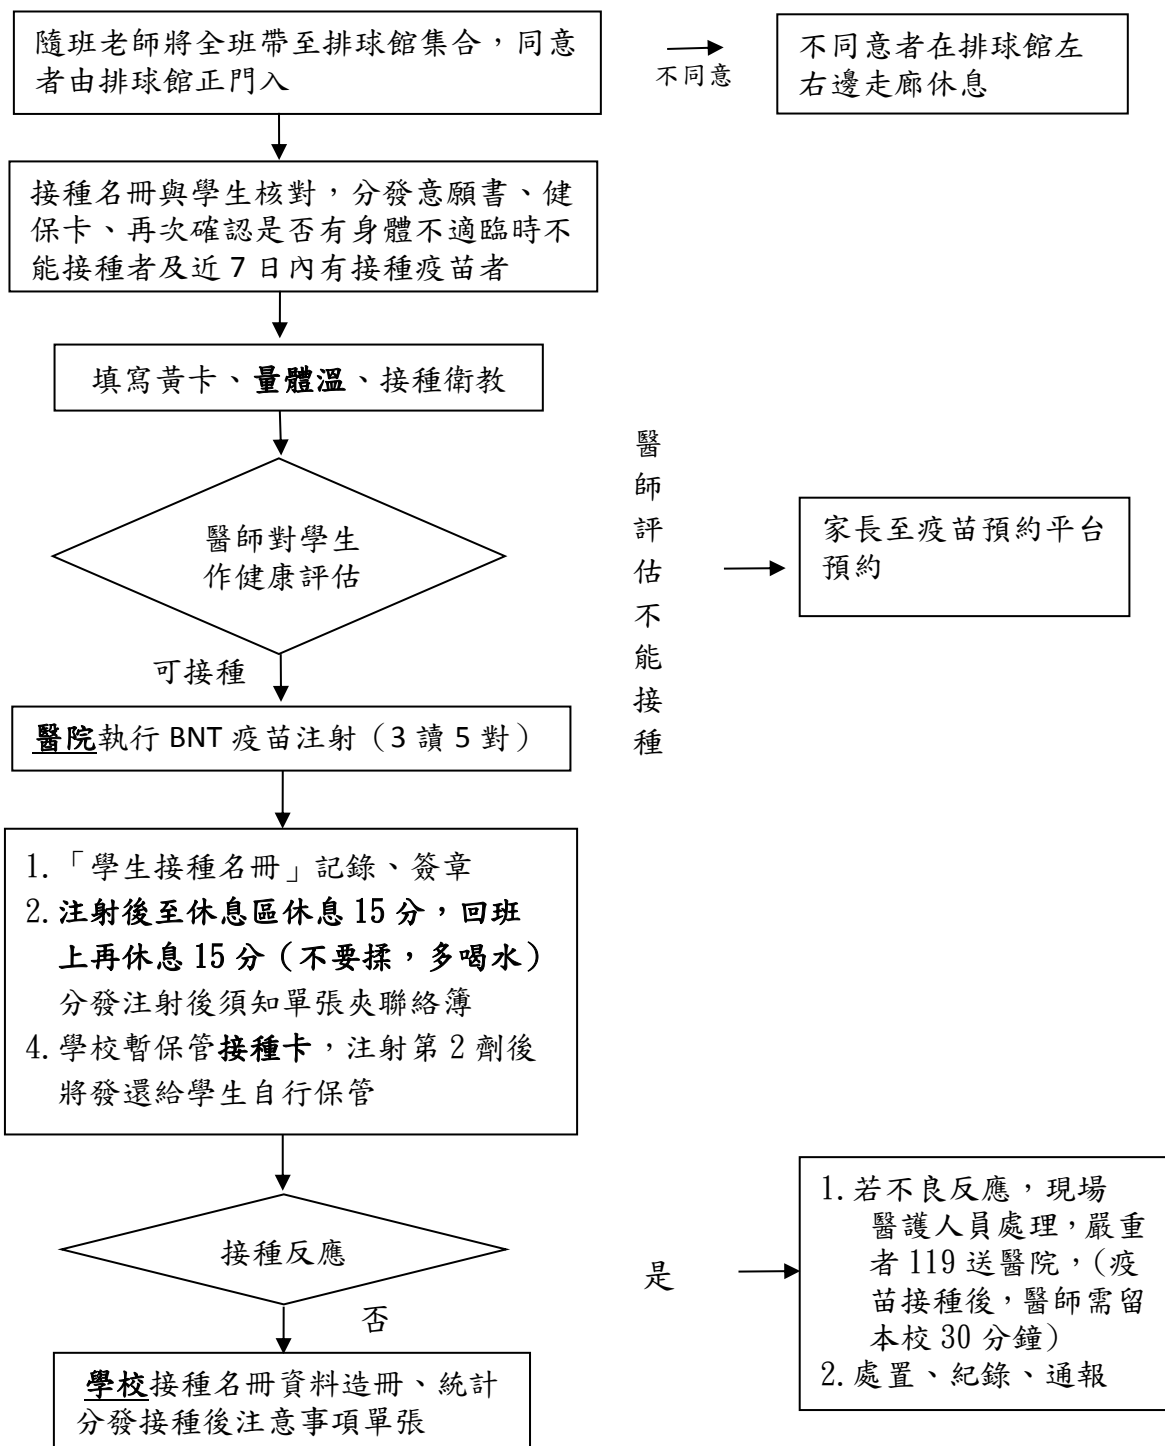 隨班老師將全班帶至排球館集合，同意
者由排球館正門入
不同意
不同意者在排球館左
右邊走廊休息
接種名冊與學生核對，分發意願書、健
保卡、再次確認是否有身體不適臨時不
能接種者及近 7 日內有接種疫苗者
填寫黃卡、量體溫、接種衛教
醫師對學生
作健康評估
醫師評估不能接種
家長至疫苗預約平台
預約
可接種
醫院執行 BNT 疫苗注射（3 讀 5 對）
1.「學生接種名冊」記錄、簽章
2.注射後至休息區休息 15 分，回班
上再休息 15 分（不要揉，多喝水）
分發注射後須知單張夾聯絡簿
4.學校暫保管接種卡，注射第 2 劑後
將發還給學生自行保管
接種反應
是
1.若不良反應，現場
醫護人員處理，嚴重
者 119 送醫院，（疫
苗接種後，醫師需留
本校 30 分鐘）
2.處置、紀錄、通報
否
學校接種名冊資料造冊、統計
分發接種後注意事項單張